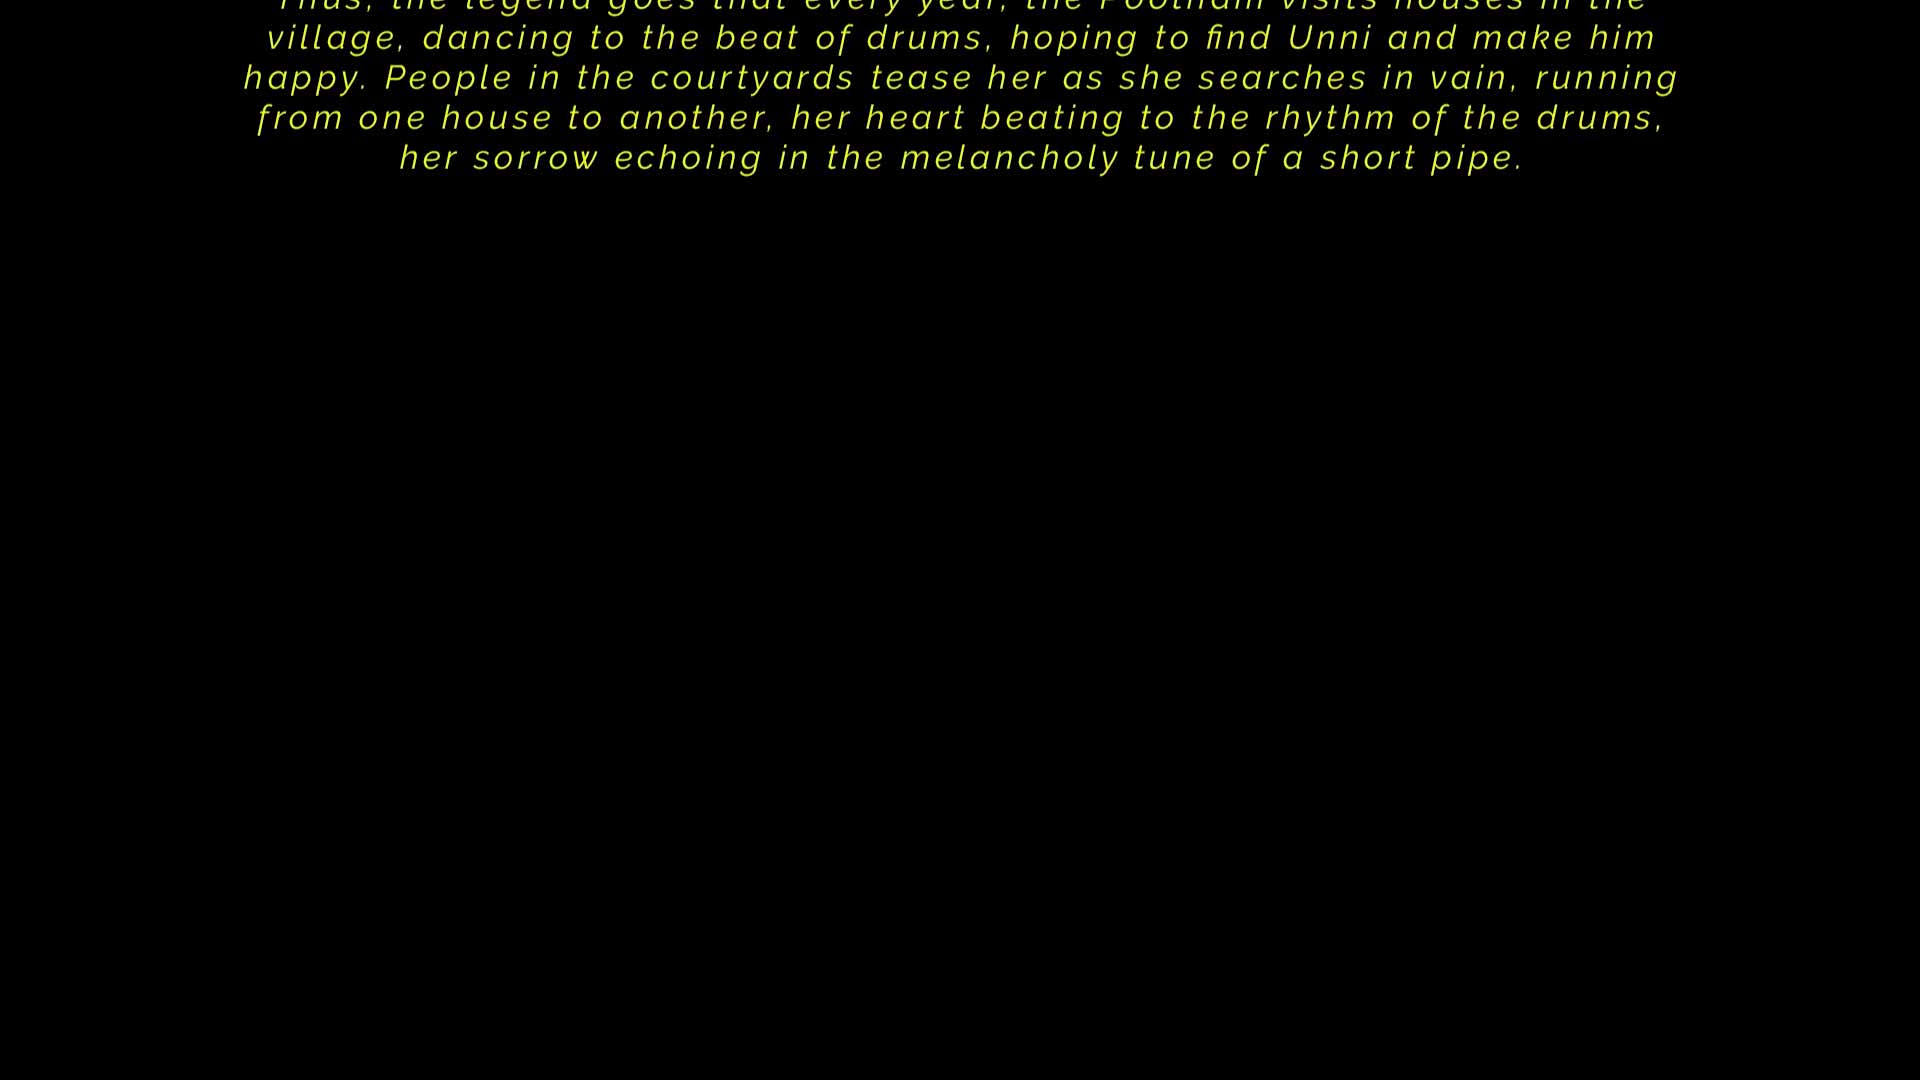 Thus, the legend goes that every year, the Pootham visits houses in the
village, dancing to the beat of drums, hoping to find Unni and make him
happy. People in the courtyards tease her as she searches in vain, running
from one house to another, her heart beating to the rhythm of the drums,
her sorrow echoing in the melancholy tune of a short pipe.